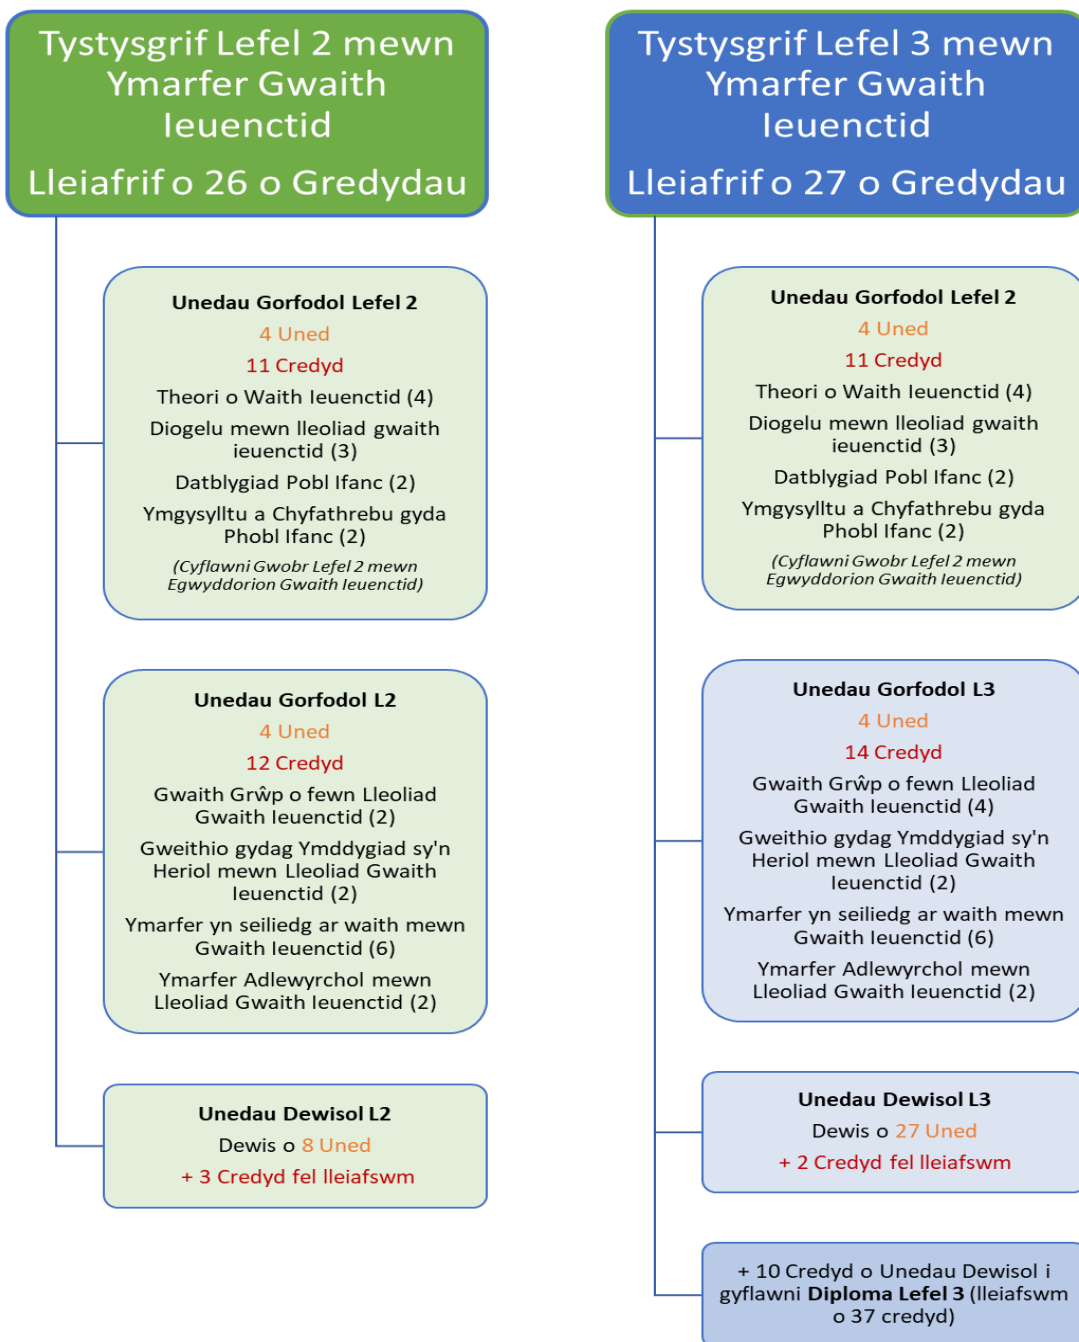 Tystysgrif Lefel 2 mewn
Ymarfer Gwaith
Ieuenctid
Lleiafrif o 26 o Gredydau
Unedau Gorfodol Lefel 2
4 Uned
11 Credyd
Theori o Waith Ieuenctid (4)
Diogelu mewn lleoliad gwaith
ieuenctid (3)
Datblygiad Pobl Ifanc (2)
Ymgysylltu a Chyfathrebu gyda
Phobl Ifanc (2)
(Cyflawni Gwobr Lefel 2 mewn
Egwyddorion Gwaith Ieuenctid)
Unedau Gorfodol L2
4 Uned
12 Credyd
Gwaith Grŵp o fewn Lleoliad
Gwaith Ieuenctid (2)
Gweithio gydag Ymddygiad sy'n
Heriol mewn Lleoliad Gwaith
Ieuenctid (2)
Ymarfer yn seiliedg ar waith mewn
Gwaith Ieuenctid (6)
Ymarfer Adlewyrchol mewn
Lleoliad Gwaith Ieuenctid (2)
Unedau Dewisol L2
Dewis o 8 Uned
+ 3 Credyd fel lleiafswm
Tystysgrif Lefel 3 mewn
Ymarfer Gwaith
Ieuenctid
Lleiafrif o 27 o Gredydau
Unedau Gorfodol Lefel 2
4 Uned
11 Credyd
Theori o Waith Ieuenctid (4)
Diogelu mewn lleoliad gwaith
ieuenctid (3)
Datblygiad Pobl Ifanc (2)
Ymgysylltu a Chyfathrebu gyda
Phobl Ifanc (2)
(Cyflawni Gwobr Lefel 2 mewn
Egwyddorion Gwaith Ieuenctid)
Unedau Gorfodol L3
4 Uned
14 Credyd
Gwaith Grŵp o fewn Lleoliad
Gwaith Ieuenctid (4)
Gweithio gydag Ymddygiad sy'n
Heriol mewn Lleoliad Gwaith
Ieuenctid (2)
Ymarfer yn seiliedg ar waith mewn
Gwaith Ieuenctid (6)
Ymarfer Adlewyrchol mewn
Lleoliad Gwaith Ieuenctid (2)
Unedau Dewisol L3
Dewis o 27 Uned
+ 2 Credyd fel lleiafswm
+ 10 Credyd o Unedau Dewisol i
gyflawni Diploma Lefel 3 (lleiafswm
o 37 credyd)